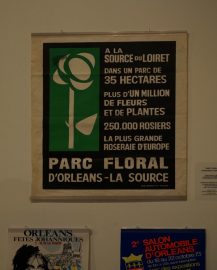 A LA
SOURCE DU LOIRET
DANS UN PARC DE
35 HECTARES
PLUS D'UN MILLION
DE FLEURS
ET DE PLANTES
250.000 ROSIERS
LA PLUS GRANDE
ROSERAIE D'EUROPE
PARC FLORAL
D'ORLEANS-LA SOURCE
ORLEANS
FETES JOHANNIQUES
2e SALON
AUTOMOBILE
D'ORLEANS